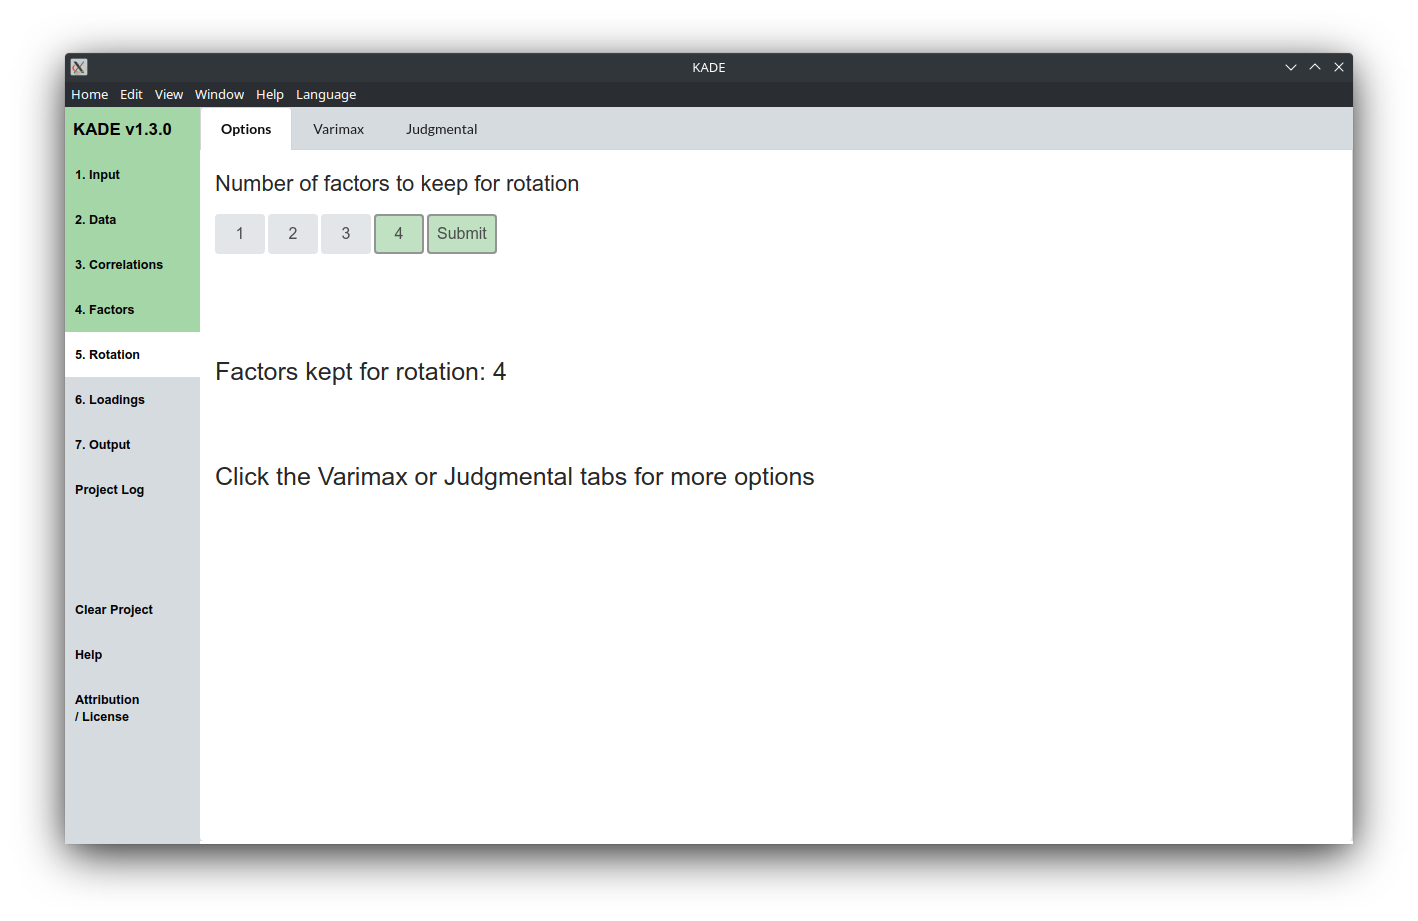 KADE
Home Edit View Window Help Language
KADE v1.3.0
Options Varimax Judgmental
1. Input
2. Data
3. Correlations
4. Factors
5. Rotation
6. Loadings
7. Output
Project Log
Clear Project
Help
Attribution
/ License
Number of factors to keep for rotation
1 2 3 4 Submit
Factors kept for rotation: 4
Click the Varimax or Judgmental tabs for more options